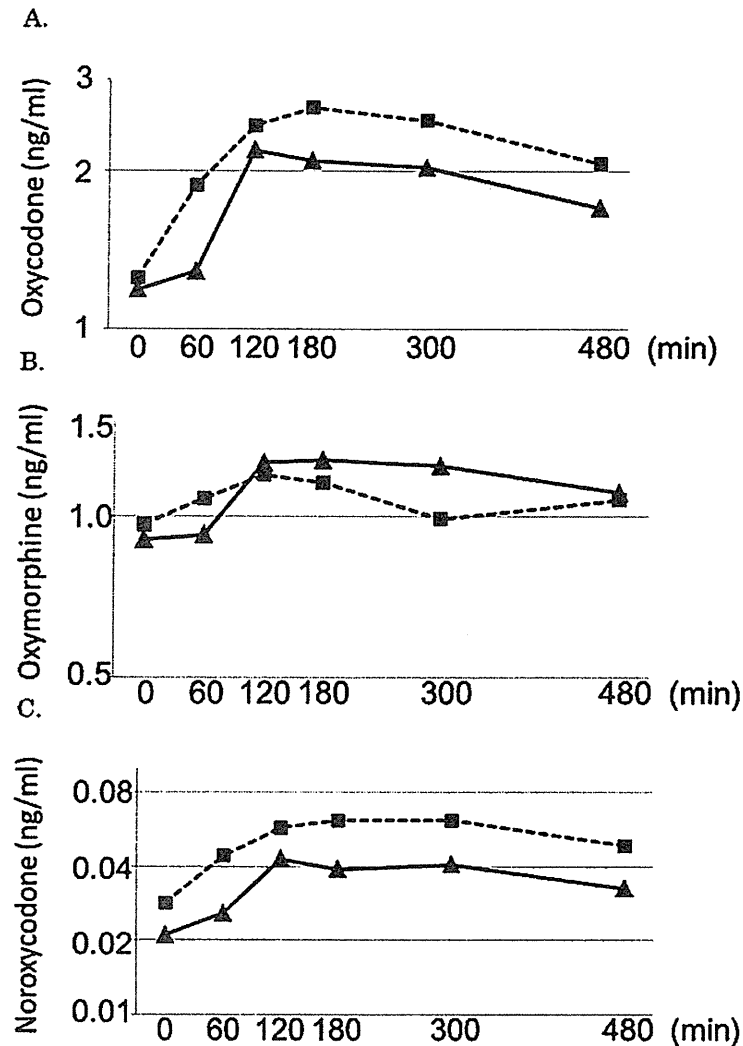 A.
Oxycodone (ng/ml)
3
2
1
0 60 120 180 300 480 (min)
B.
Oxymorphine (ng/ml)
1.5
1.0
0.5
0 60 120 180 300 480 (min)
C.
Noroxycodone (ng/ml)
0.08
0.04
0.02
0.01
0 60 120 180 300 480 (min)